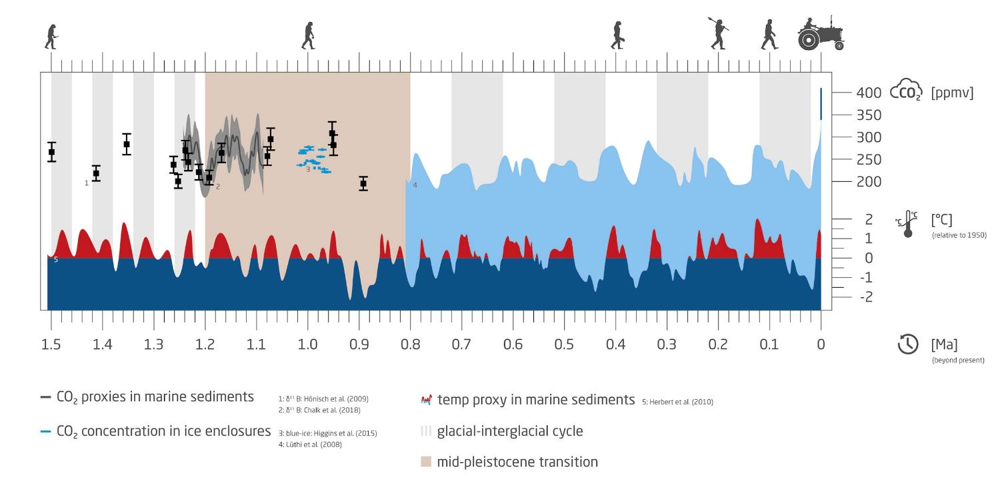 400 CO₂ [ppmv]
350
300
250
200
1
2
3
4
5
°C °C [°C]
(relative to 1950)
2
1
0
-1
-2
1.5 1.4 1.3 1.2 1.1 1.0 0.9 0.8 0.7 0.6 0.5 0.4 0.3 0.2 0.1 0 [Ma]
(beyond present)
CO₂ proxies in marine sediments
1: δ¹¹ B: Hönisch et al. (2009)
2: δ¹¹ B: Chalk et al. (2018)
CO₂ concentration in ice enclosures
3: blue-ice: Higgins et al. (2015)
4: Lüthi et al. (2008)
temp proxy in marine sediments 5: Herbert et al. (2010)
glacial-interglacial cycle
mid-pleistocene transition